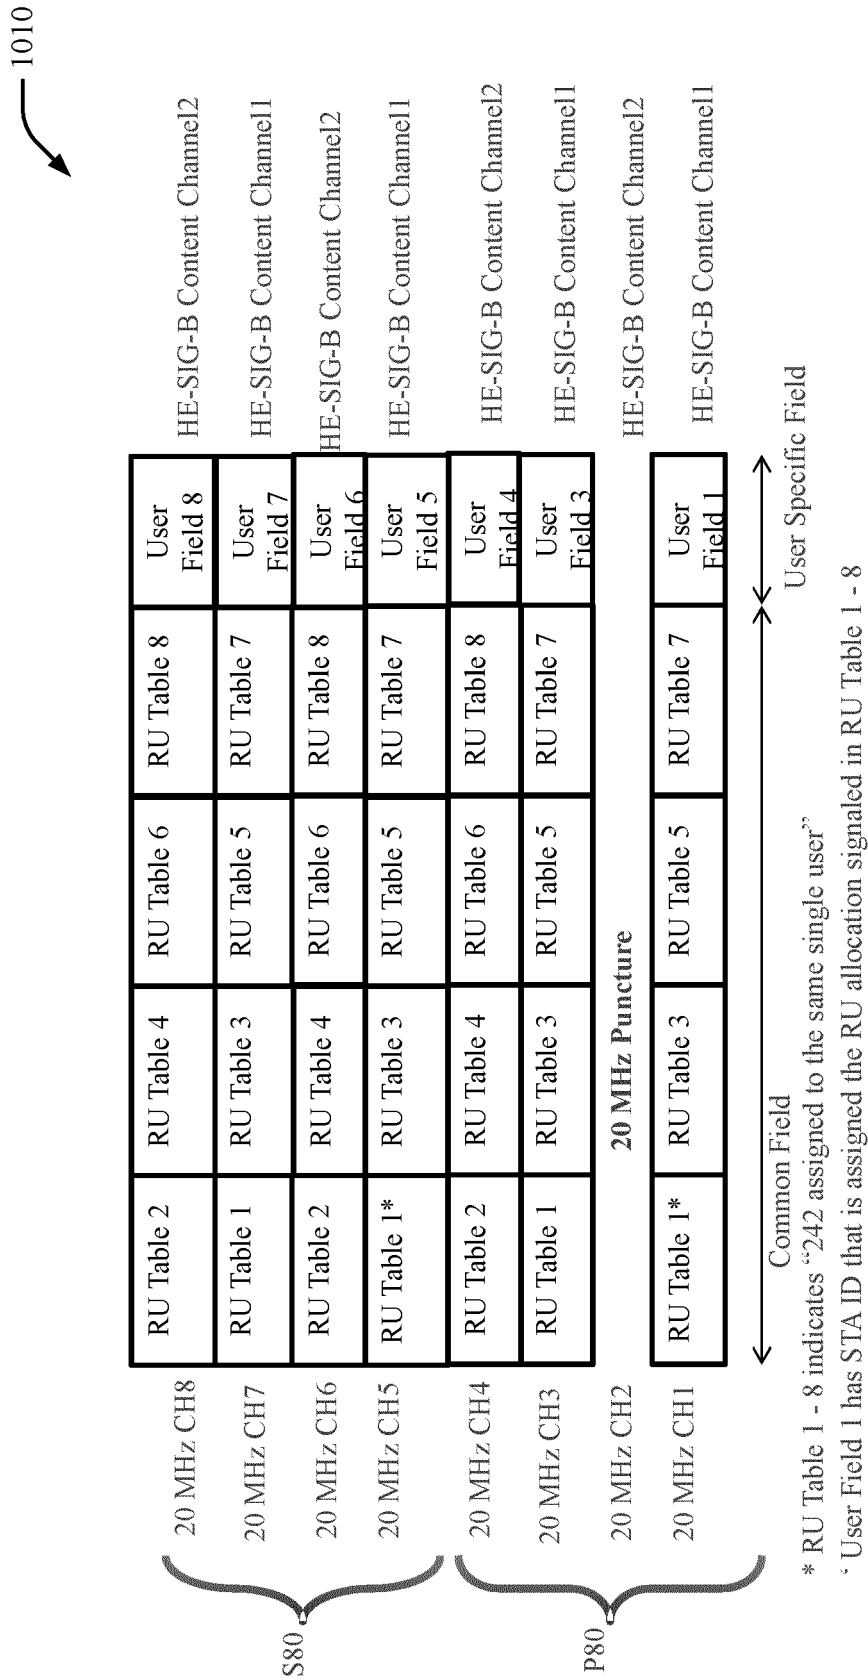 1010
S80
20 MHz CH8
RU Table 2
RU Table 4
RU Table 6
RU Table 8
User
Field 8
HE-SIG-B Content Channel2
20 MHz CH7
RU Table 1
RU Table 3
RU Table 5
RU Table 7
User
Field 7
HE-SIG-B Content Channel1
20 MHz CH6
RU Table 2
RU Table 4
RU Table 6
RU Table 8
User
Field 6
HE-SIG-B Content Channel2
20 MHz CH5
RU Table 1*
RU Table 3
RU Table 5
RU Table 7
User
Field 5
HE-SIG-B Content Channel1
P80
20 MHz CH4
RU Table 2
RU Table 4
RU Table 6
RU Table 8
User
Field 4
HE-SIG-B Content Channel2
20 MHz CH3
RU Table 1
RU Table 3
RU Table 5
RU Table 7
User
Field 3
HE-SIG-B Content Channel1
20 MHz CH2
20 MHz Puncture
HE-SIG-B Content Channel2
20 MHz CH1
RU Table 1*
RU Table 3
RU Table 5
RU Table 7
User
Field 1
HE-SIG-B Content Channel1
Common Field
User Specific Field
* RU Table 1 - 8 indicates “242 assigned to the same single user”
‘ User Field 1 has STA ID that is assigned the RU allocation signaled in RU Table 1 - 8